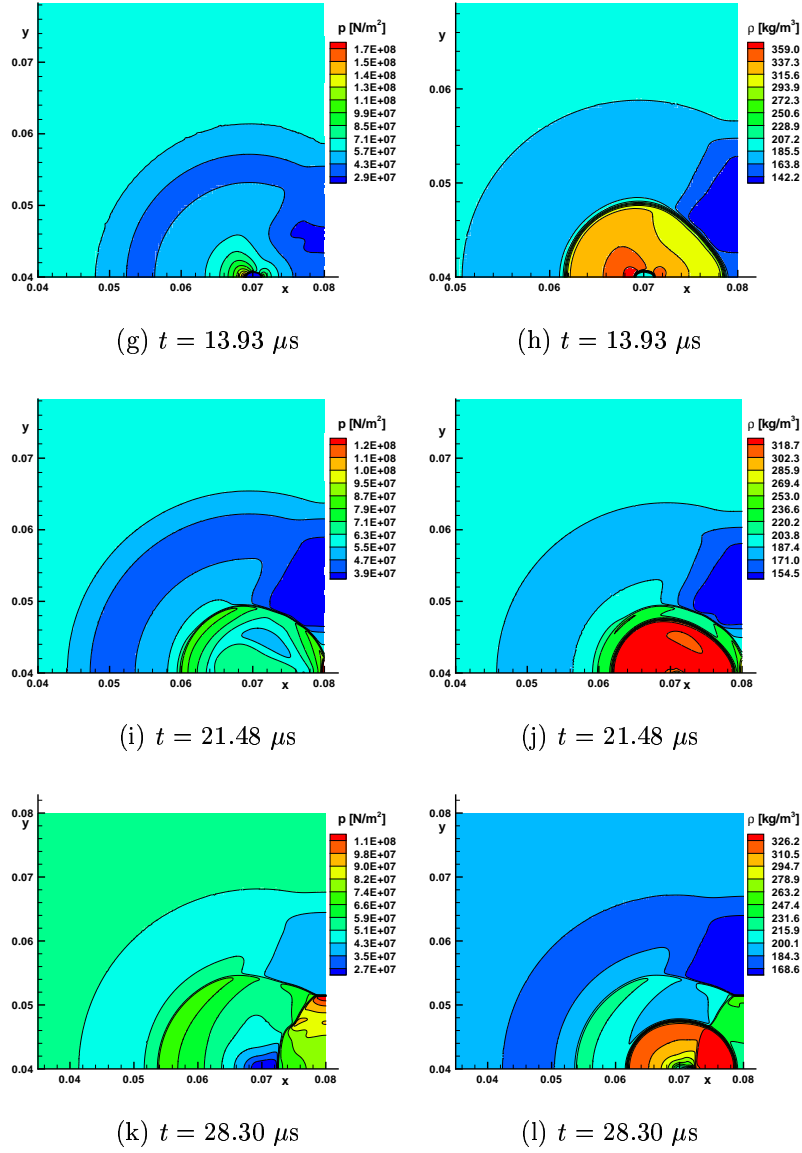 y
p [N/m²]
1.7E+08
1.5E+08
1.4E+08
1.3E+08
1.1E+08
9.9E+07
8.5E+07
7.1E+07
5.7E+07
4.3E+07
2.9E+07
0.07
0.06
0.05
0.04
0.04 0.05 0.06 0.07 x 0.08
(g) t = 13.93 μs
y
ρ [kg/m³]
359.0
337.3
315.6
293.9
272.3
250.6
228.9
207.2
185.5
163.8
142.2
0.06
0.05
0.04
0.05 0.06 0.07 x 0.08
(h) t = 13.93 μs
y
p [N/m²]
1.2E+08
1.1E+08
1.0E+08
9.5E+07
8.7E+07
7.9E+07
7.1E+07
6.3E+07
5.5E+07
4.7E+07
3.9E+07
0.07
0.06
0.05
0.04
0.04 0.05 0.06 0.07 x 0.08
(i) t = 21.48 μs
y
ρ [kg/m³]
318.7
302.3
285.9
269.4
253.0
236.6
220.2
203.8
187.4
171.0
154.5
0.07
0.06
0.05
0.04
0.04 0.05 0.06 0.07 x 0.08
(j) t = 21.48 μs
0.08
y
p [N/m²]
1.1E+08
9.8E+07
9.0E+07
8.2E+07
7.4E+07
6.6E+07
5.9E+07
5.1E+07
4.3E+07
3.5E+07
2.7E+07
0.07
0.06
0.05
0.04
0.04 0.05 0.06 0.07 x 0.08
(k) t = 28.30 μs
0.08
y
ρ [kg/m³]
326.2
310.5
294.7
278.9
263.2
247.4
231.6
215.9
200.1
184.3
168.6
0.07
0.06
0.05
0.04
0.04 0.05 0.06 0.07 x 0.08
(l) t = 28.30 μs